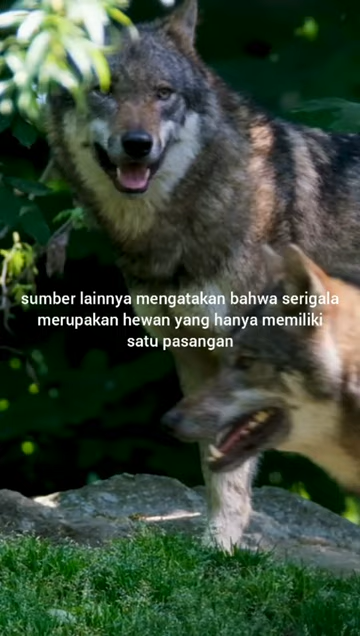 sumber lainnya mengatakan bahwa serigala
merupakan hewan yang hanya memiliki
satu pasangan